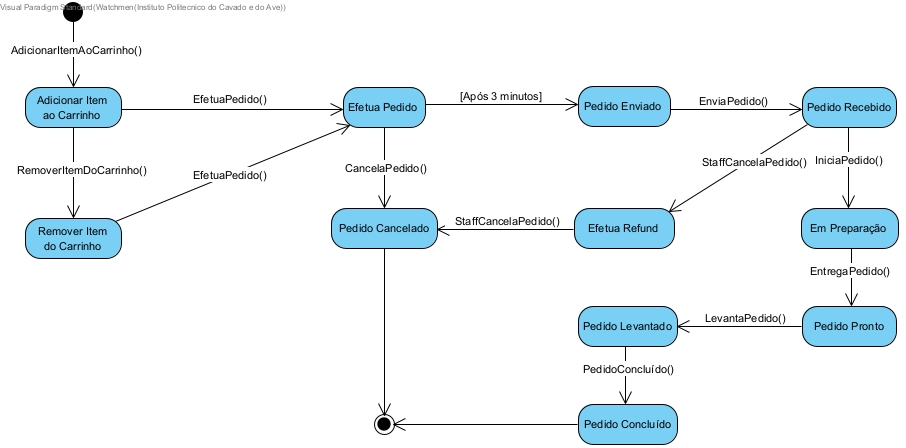 Visual Paradigm Standard(Watchmen(Instituto Politecnico do Cavado e do Ave))
AdicionarItemAoCarrinho()
Adicionar Item
ao Carrinho
EfetuaPedido()
Efetua Pedido
[Após 3 minutos]
Pedido Enviado
EnviaPedido()
Pedido Recebido
RemoverItemDoCarrinho()
EfetuaPedido()
CancelaPedido()
StaffCancelaPedido()
IniciaPedido()
Remover Item
do Carrinho
Pedido Cancelado
StaffCancelaPedido()
Efetua Refund
Em Preparação
EntregaPedido()
Pedido Levantado
LevantaPedido()
Pedido Pronto
PedidoConcluído()
Pedido Concluído